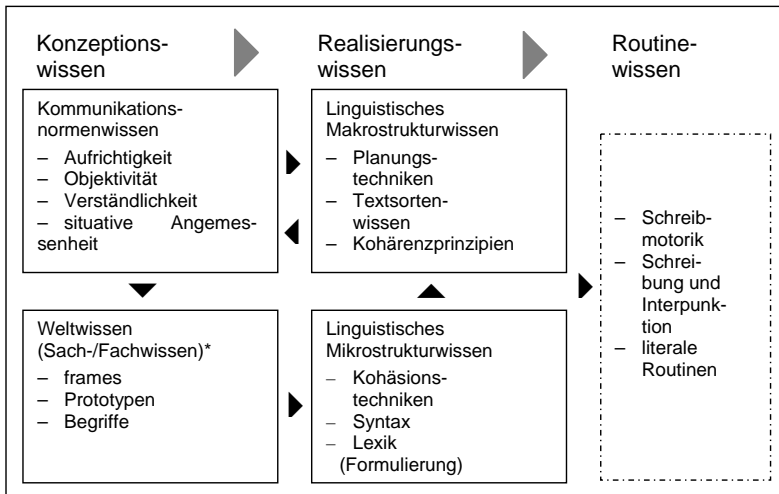 Konzeptions-
wissen
Realisierungs-
wissen
Routine-
wissen
Kommunikations-
normenwissen
– Aufrichtigkeit
– Objektivität
– Verständlichkeit
– situative Angemes-
senheit
Linguistisches
Makrostrukturwissen
– Planungs-
techniken
– Textsorten-
wissen
– Kohärenzprinzipien
Weltwissen
(Sach-/Fachwissen)*
– frames
– Prototypen
– Begriffe
Linguistisches
Mikrostrukturwissen
– Kohäsions-
techniken
– Syntax
– Lexik
(Formulierung)
– Schreib-
motorik
– Schrei-
bung und
Interpunk-
tion
– literale
Routinen